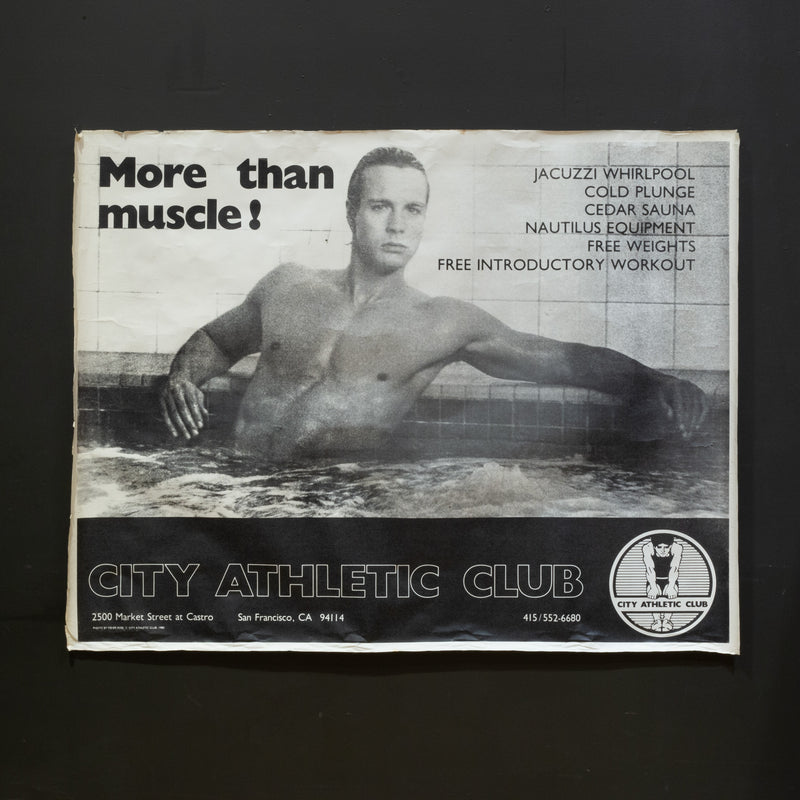 More than
muscle!
JACUZZI WHIRLPOOL
COLD PLUNGE
CEDAR SAUNA
NAUTILUS EQUIPMENT
FREE WEIGHTS
FREE INTRODUCTORY WORKOUT
CITY ATHLETIC CLUB
2500 Market Street at Castro San Francisco, CA 94114 415/552-6680
CITY ATHLETIC CLUB